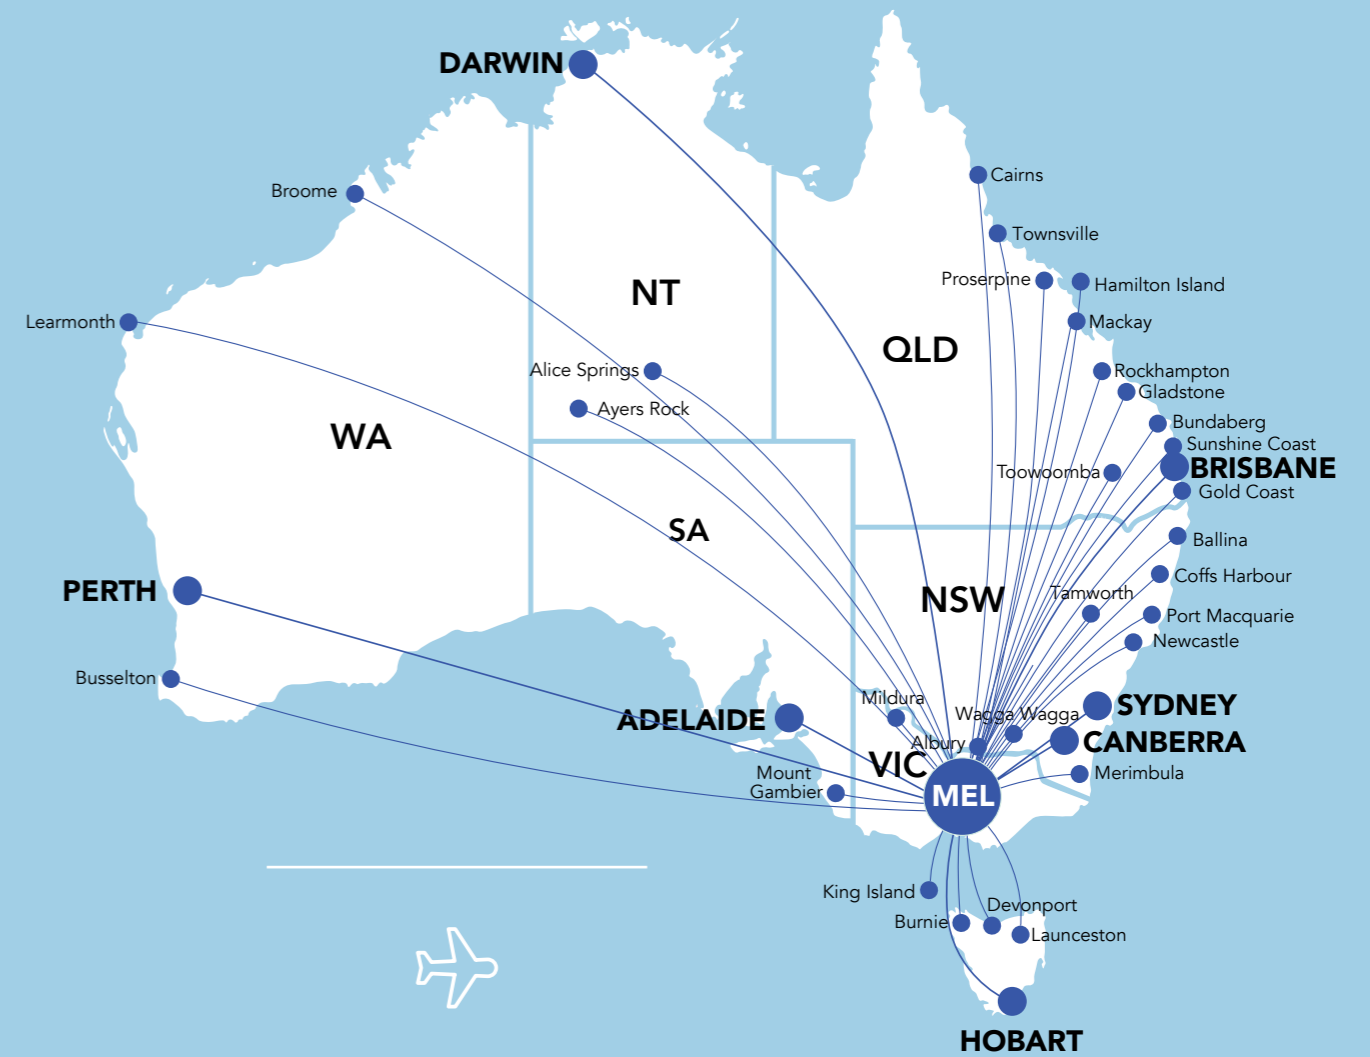 DARWIN
Cairns
Broome
Townsville
Proserpine
Hamilton Island
NT
Learmonth
Mackay
QLD
Alice Springs
Rockhampton
Gladstone
Ayers Rock
Bundaberg
WA
Sunshine Coast
Toowoomba
BRISBANE
Gold Coast
SA
Ballina
Coffs Harbour
PERTH
Tamworth
NSW
Port Macquarie
Newcastle
Busselton
Mildura
SYDNEY
Wagga Wagga
ADELAIDE
Albury
CANBERRA
VIC
Mount
Gambier
Merimbula
MEL
King Island
Devonport
Burnie
Launceston
HOBART